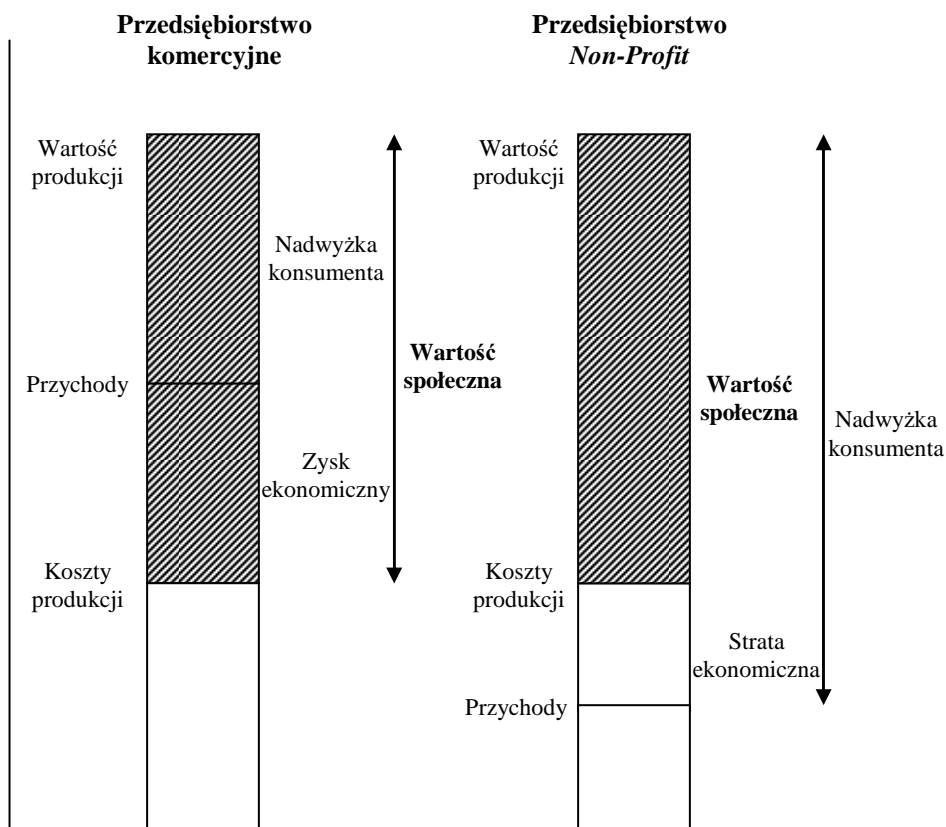 Przedsiębiorstwo
komercyjne
Przedsiębiorstwo
Non-Profit
Wartość
produkcji
Nadwyżka
konsumenta
Wartość
społeczna
Przychody
Zysk
ekonomiczny
Koszty
produkcji
Wartość
produkcji
Wartość
społeczna
Nadwyżka
konsumenta
Koszty
produkcji
Strata
ekonomiczna
Przychody